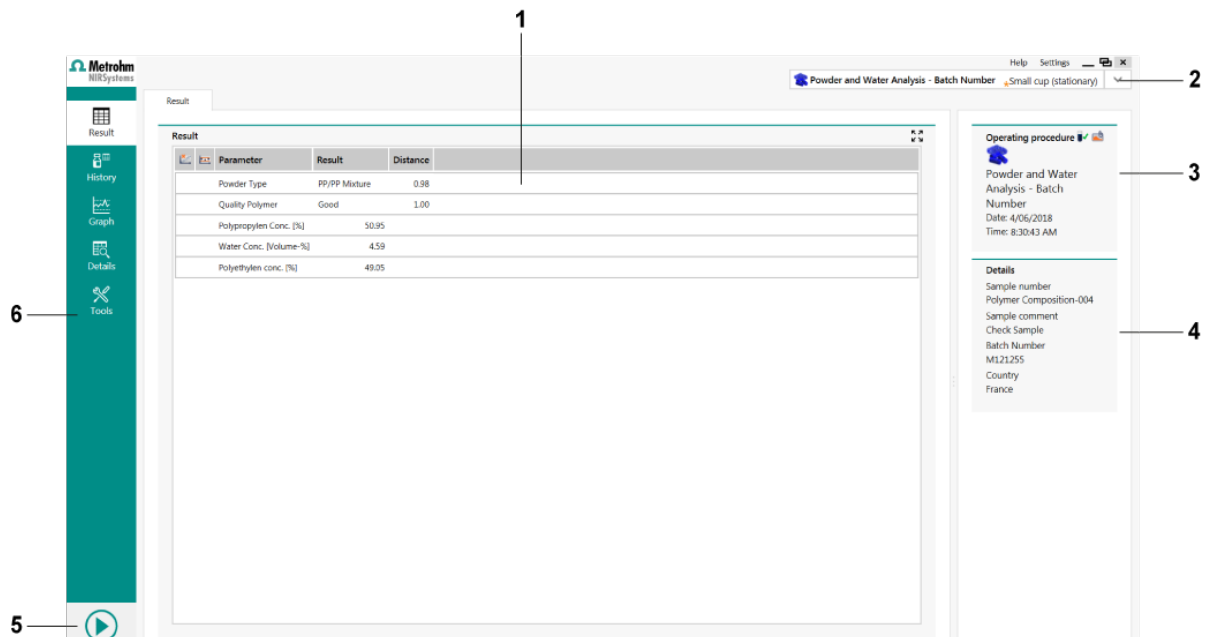 1
Metrohm
NIRSystems
Help Settings
Powder and Water Analysis - Batch Number Small cup (stationary)
2
Result
Result
History
Graph
Details
Tools
6
5
Result
Parameter Result Distance
Powder Type PP/PP Mixture 0.98
Quality Polymer Good 1.00
Polypropylen Conc. [%] 50.95
Water Conc. [Volume-%] 4.59
Polyethylen conc. [%] 49.05
Operating procedure
Powder and Water
Analysis - Batch
Number
Date: 4/06/2018
Time: 8:30:43 AM
3
Details
Sample number
Polymer Composition-004
Sample comment
Check Sample
Batch Number
M121255
Country
France
4